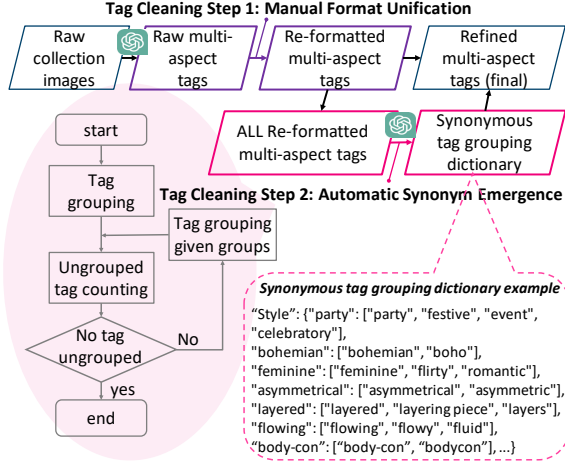 Tag Cleaning Step 1: Manual Format Unification
Raw
collection
images
Raw multi-
aspect
tags
Re-formatted
multi-aspect
tags
Refined
multi-aspect
tags (final)
ALL Re-formatted
multi-aspect tags
Synonymous
tag grouping
dictionary
Tag Cleaning Step 2: Automatic Synonym Emergence
start
Tag
grouping
Tag grouping
given groups
Ungrouped
tag counting
No tag
ungrouped
No
yes
end
Synonymous tag grouping dictionary example
“Style”: {"party": ["party", "festive", "event",
"celebratory"],
"bohemian": ["bohemian", "boho"],
"feminine": ["feminine", "flirty", "romantic"],
"asymmetrical": ["asymmetrical", "asymmetric"],
"layered": ["layered", "layering piece", "layers"],
"flowing": ["flowing", "flowy", "fluid"],
“body-con”: [“body-con”, “bodycon”], ...}